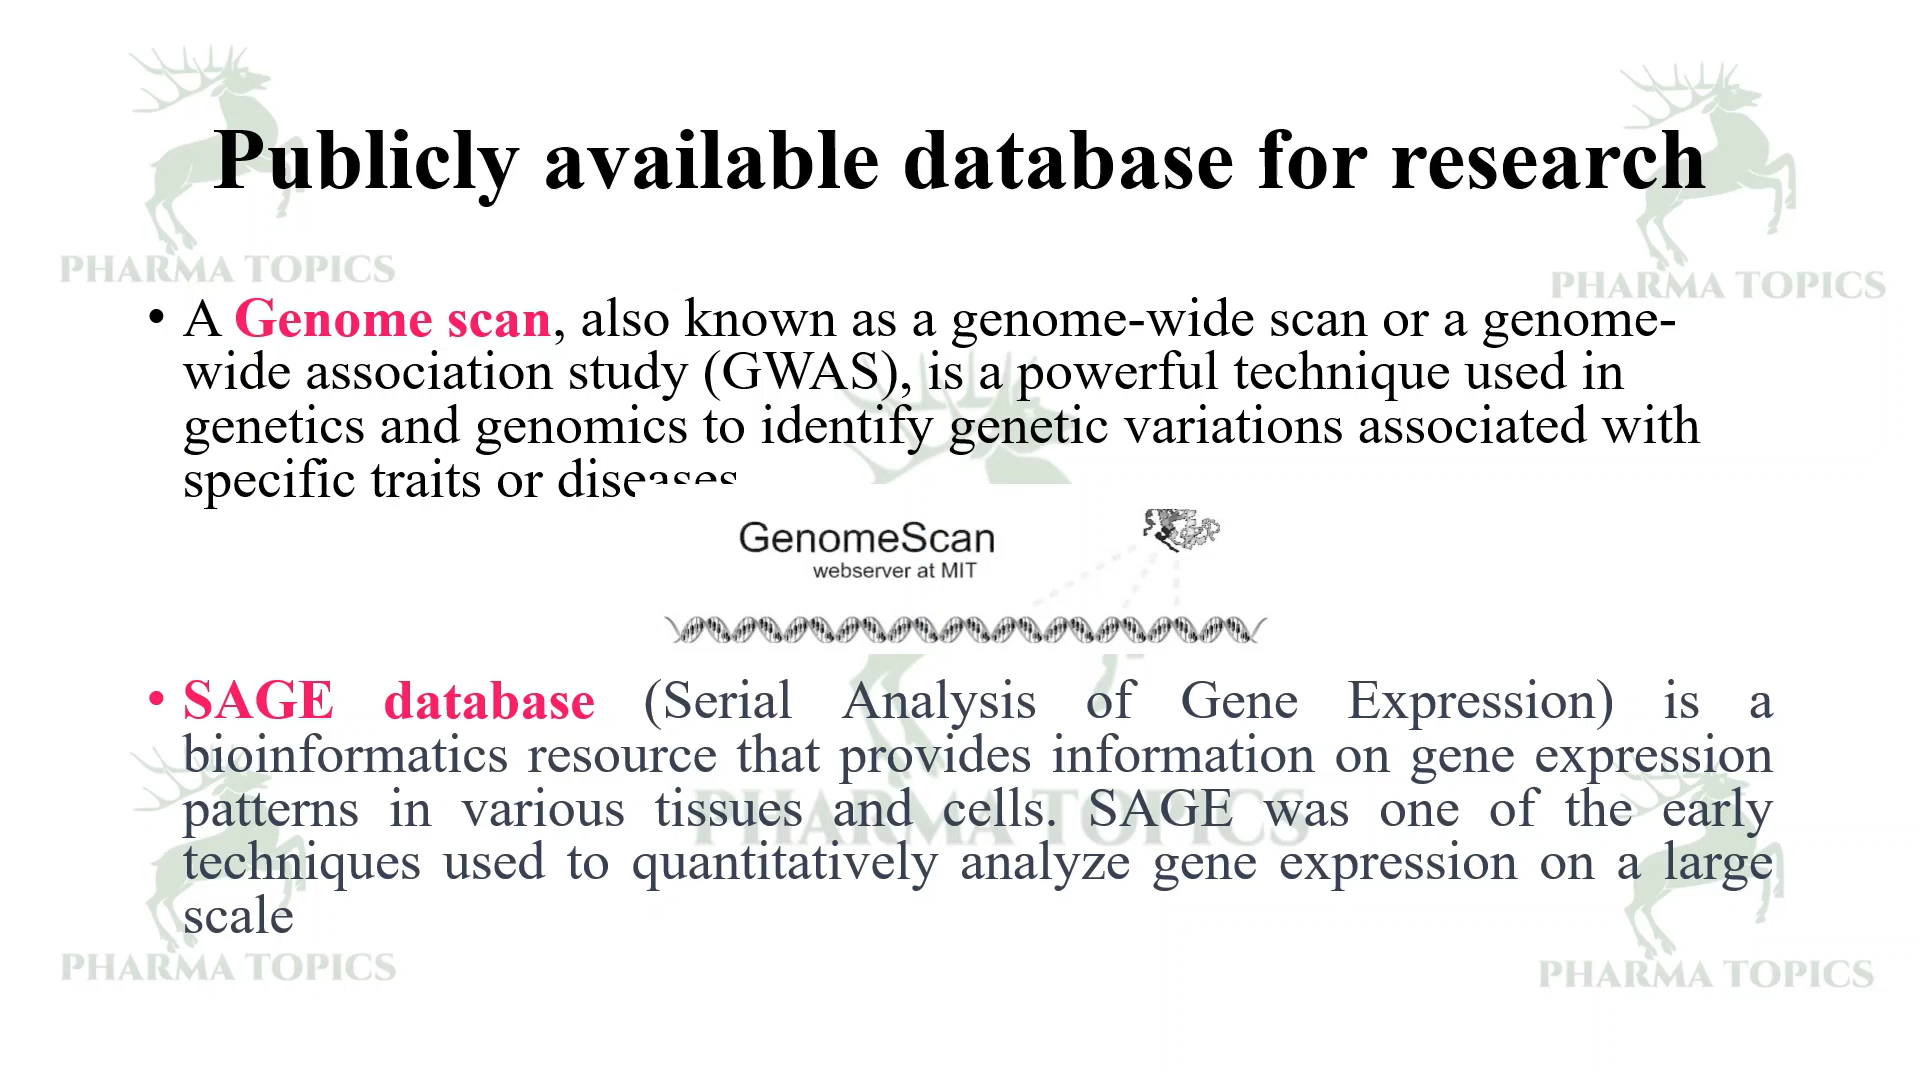 Publicly available database for research
PHARMA TOPICS
PHARMA TOPICS
• A Genome scan, also known as a genome-wide scan or a genome-
wide association study (GWAS), is a powerful technique used in
genetics and genomics to identify genetic variations associated with
specific traits or diseases
GenomeScan
webserver at MIT
• SAGE database (Serial Analysis of Gene Expression) is a
bioinformatics resource that provides information on gene expression
patterns in various tissues and cells. SAGE was one of the early
PHARMA TOPICS
techniques used to quantitatively analyze gene expression on a large
scale
PHARMA TOPICS
PHARMA TOPICS